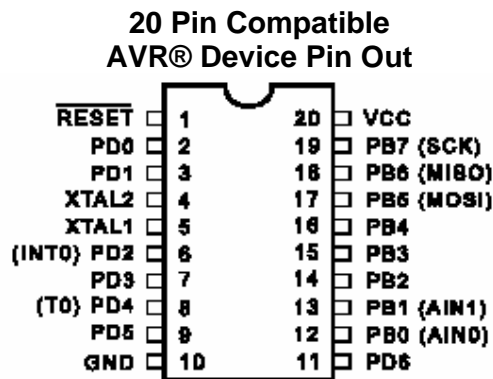 20 Pin Compatible
AVR® Device Pin Out
RESET 1 20 VCC
PD0 2 19 PB7 (SCK)
PD1 3 18 PB6 (MISO)
XTAL2 4 17 PB5 (MOSI)
XTAL1 5 16 PB4
(INT0) PD2 6 15 PB3
PD3 7 14 PB2
(T0) PD4 8 13 PB1 (AIN1)
PD5 9 12 PB0 (AIN0)
GND 10 11 PD6